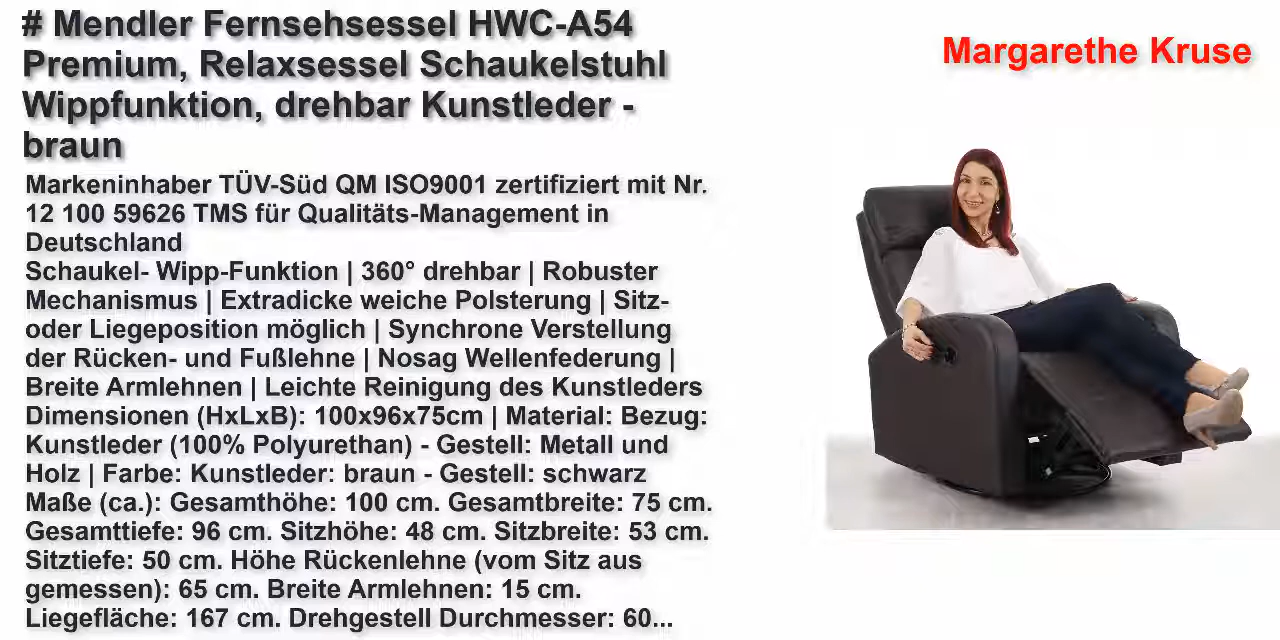 # Mendler Fernsehsessel HWC-A54
Premium, Relaxsessel Schaukelstuhl
Wippfunktion, drehbar Kunstleder -
braun
Margarethe Kruse
Markeninhaber TÜV-Süd QM ISO9001 zertifiziert mit Nr.
12 100 59626 TMS für Qualitäts-Management in
Deutschland
Schaukel- Wipp-Funktion | 360° drehbar | Robuster
Mechanismus | Extradicke weiche Polsterung | Sitz-
oder Liegeposition möglich | Synchrone Verstellung
der Rücken- und Fußlehne | Nosag Wellenfederung |
Breite Armlehnen | Leichte Reinigung des Kunstleders
Dimensionen (HxLxB): 100x96x75cm | Material: Bezug:
Kunstleder (100% Polyurethan) - Gestell: Metall und
Holz | Farbe: Kunstleder: braun - Gestell: schwarz
Maße (ca.): Gesamthöhe: 100 cm. Gesamtbreite: 75 cm.
Gesamttiefe: 96 cm. Sitzhöhe: 48 cm. Sitzbreite: 53 cm.
Sitztiefe: 50 cm. Höhe Rückenlehne (vom Sitz aus
gemessen): 65 cm. Breite Armlehnen: 15 cm.
Liegefläche: 167 cm. Drehgestell Durchmesser: 60...